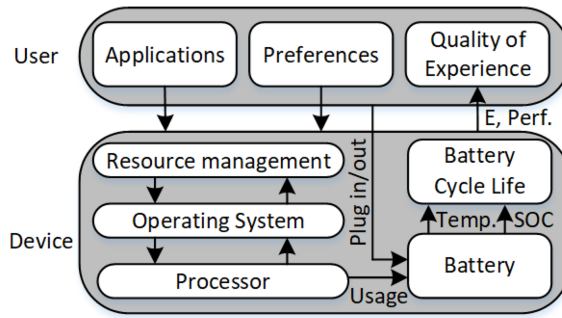 User
Applications
Preferences
Quality of
Experience
E, Perf.
Plug in/out
Device
Resource management
Operating System
Processor
Usage
Battery
Cycle Life
Temp.
SOC
Battery